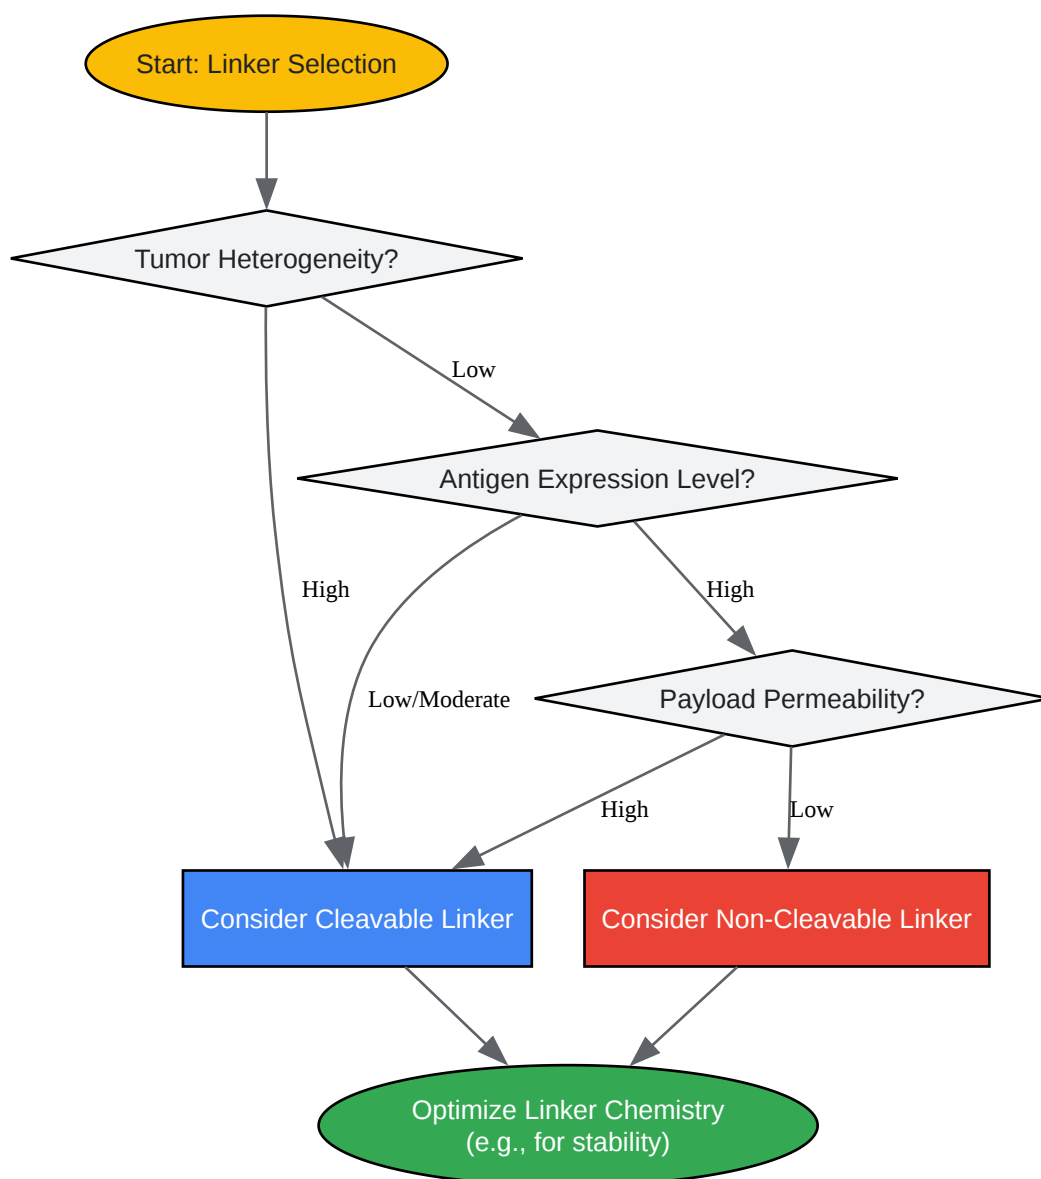 Start: Linker Selection
Tumor Heterogeneity?
Low
Antigen Expression Level?
High
High
Low/Moderate
Payload Permeability?
High
Low
Consider Cleavable Linker
Consider Non-Cleavable Linker
Optimize Linker Chemistry
(e.g., for stability)